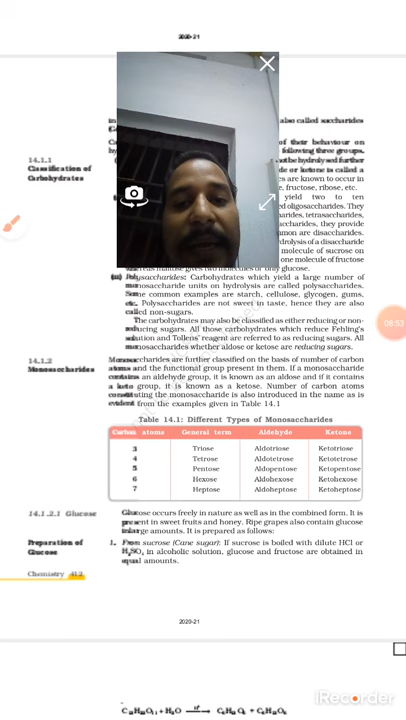 2020-21
also called saccharides
of their behaviour on
following three groups.
14.1.1
Classification of
Carbohydrates
not be hydrolysed further
de or ketone is called a
es are known to occur in
e, fructose, ribose, etc.
yield two to ten
ed oligosaccharides. They
harides, tetrasaccharides,
saccharides, they provide
mon are disaccharides.
hydrolysis of a disaccharide
molecule of sucrose on
one molecule of fructose
whereas maltose gives two molecules of only glucose.
(iii) Polysaccharides: Carbohydrates which yield a large number of
monosaccharide units on hydrolysis are called polysaccharides.
Some common examples are starch, cellulose, glycogen, gums,
etc. Polysaccharides are not sweet in taste, hence they are also
called non-sugars.
The carbohydrates may also be classified as either reducing or non-
reducing sugars. All those carbohydrates which reduce Fehling's
solution and Tollens' reagent are referred to as reducing sugars. All
monosaccharides whether aldose or ketose are reducing sugars.
08:53
14.1.2
Monosaccharides
Monosaccharides are further classified on the basis of number of carbon
atoms and the functional group present in them. If a monosaccharide
contains an aldehyde group, it is known as an aldose and if it contains
a keto group, it is known as a ketose. Number of carbon atoms
constituting the monosaccharide is also introduced in the name as is
evident from the examples given in Table 14.1
Table 14.1: Different Types of Monosaccharides
Carbon atoms General term Aldehyde Ketone
3 Triose Aldotriose Ketotriose
4 Tetrose Aldotetrose Ketotetrose
5 Pentose Aldopentose Ketopentose
6 Hexose Aldohexose Ketohexose
7 Heptose Aldoheptose Ketoheptose
14.1.2.1 Glucose
Glucose occurs freely in nature as well as in the combined form. It is
present in sweet fruits and honey. Ripe grapes also contain glucose
in large amounts. It is prepared as follows:
Preparation of
Glucose
1. From sucrose (Cane sugar): If sucrose is boiled with dilute HCl or
H₂SO₄ in alcoholic solution, glucose and fructose are obtained in
equal amounts.
Chemistry 412
2020-21
iRecorder
C₁₂H₂₂O₁₁ + H₂O —H⁺→ C₆H₁₂O₆ + C₆H₁₂O₆